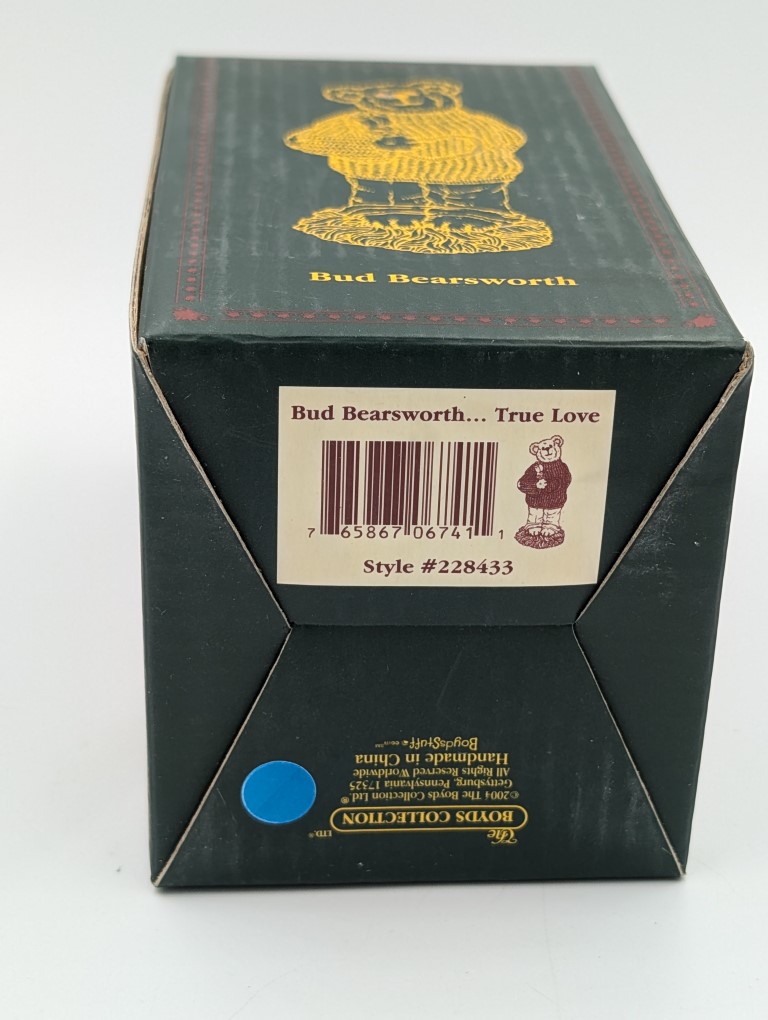 Bud Bearsworth
Bud Bearsworth... True Love
7 65867 06741 1
Style #228433
The
BOYDS COLLECTION LTD.®
©2004 The Boyds Collection Ltd.®
Gettysburg, Pennsylvania 17325
All Rights Reserved Worldwide
Handmade in China
BoydsStuff